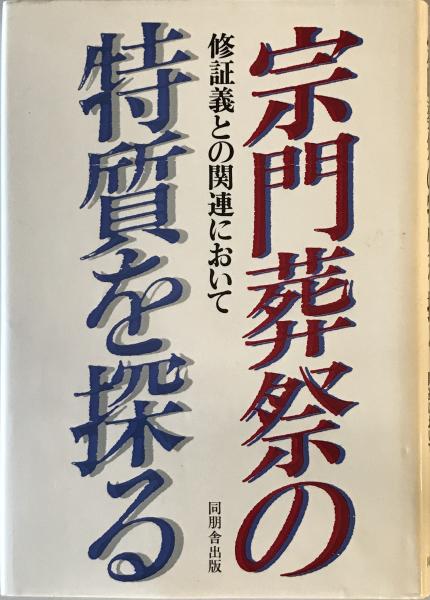 宗門葬祭の
特質を探る
修証義との関連において
同朋舎出版